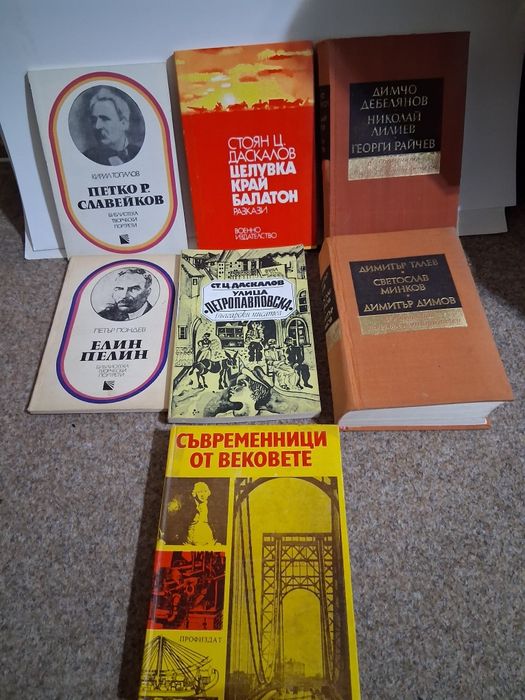 КИРИЛ ТОПАЛОВ
ПЕТКО Р.
СЛАВЕЙКОВ
БИБЛИОТЕКА
ТВОРЧЕСКИ
ПОРТРЕТИ
СТОЯН Ц.
ДАСКАЛОВ
ЦЕЛУВКА
КРАЙ
БАЛАТОН
РАЗКАЗИ
ВОЕННО
ИЗДАТЕЛСТВО
ДИМЧО
ДЕБЕЛЯНОВ
НИКОЛАЙ
ЛИЛИЕВ
ГЕОРГИ РАЙЧЕВ
ПЕТЪР ПОНДЕВ
ЕЛИН
ПЕЛИН
БИБЛИОТЕКА
ТВОРЧЕСКИ
ПОРТРЕТИ
СТ. Ц. ДАСКАЛОВ
УЛИЦА
„ПЕТРОПАВЛОВСКА“
български писател
ДИМИТЪР ТАЛЕВ
СВЕТОСЛАВ
МИНКОВ
ДИМИТЪР ДИМОВ
СЪВРЕМЕННИЦИ
ОТ ВЕКОВЕТЕ
ПРОФИЗДАТ